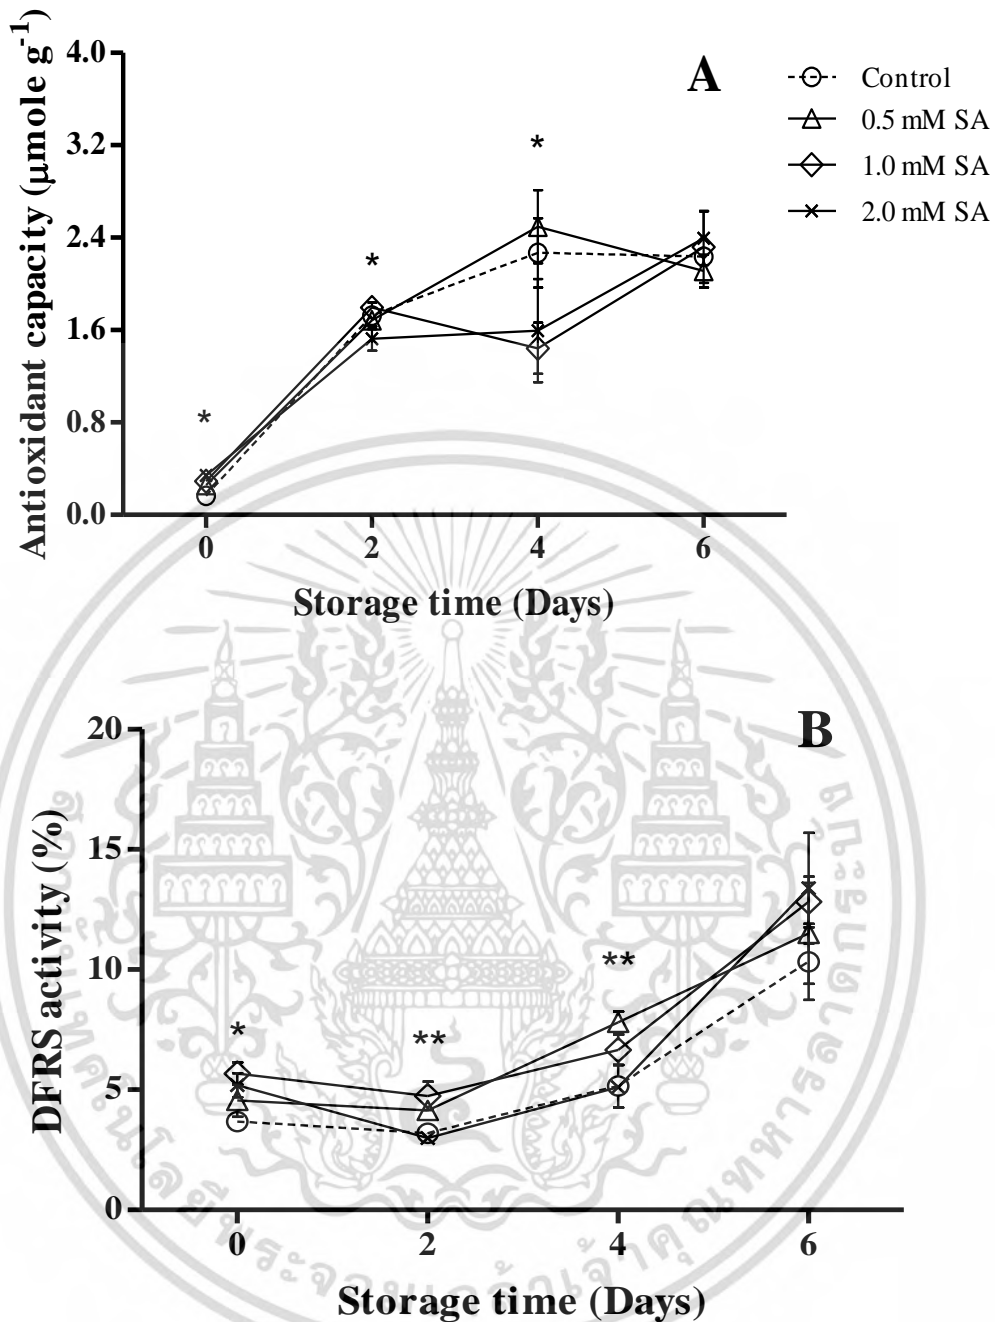 Antioxidant capacity (μmole g⁻¹)
4.0
3.2
2.4
1.6
0.8
0.0
A
Control
0.5 mM SA
1.0 mM SA
2.0 mM SA
*
*
*
0 2 4 6
Storage time (Days)
DFRS activity (%)
20
15
10
5
0
B
*
**
**
0 2 4 6
Storage time (Days)